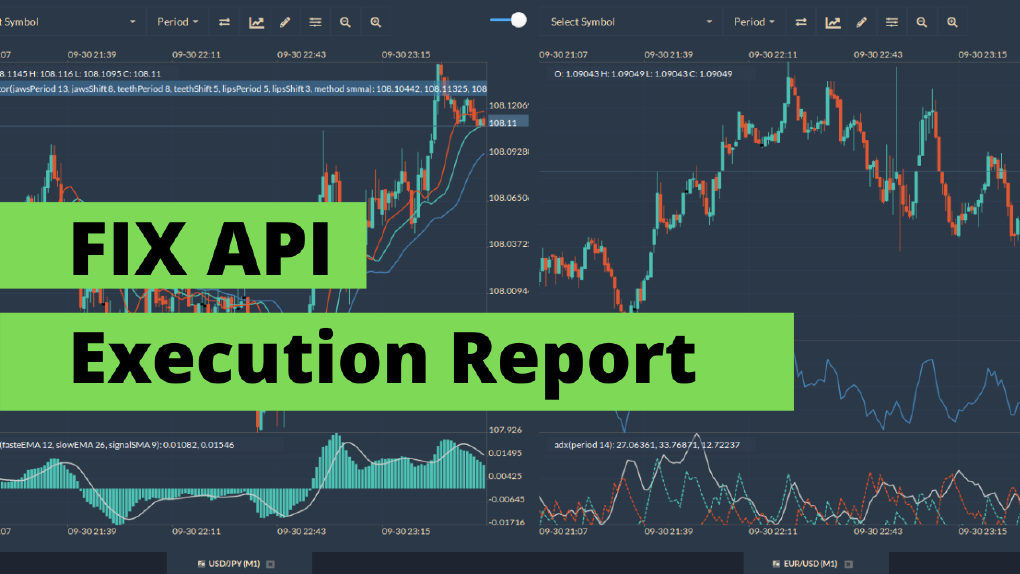 t Symbol Period Select Symbol Period
:07 09-30 21:39 09-30 22:11 09-30 22:43 09-30 23:15 09-30 21:07 09-30 21:39 09-30 22:11 09-30 22:43 09-30 23:15
8.1145 H: 108.116 L: 108.1095 C: 108.11 O: 1.09043 H: 1.09049 L: 1.09043 C: 1.09049
tor(jawsPeriod 13, jawsShift 8, teethPeriod 8, teethShift 5, lipsPeriod 5, lipsShift 3, method smma): 108.10442, 108.11325, 108
108.1206
108.11
108.0928
108.0650
108.0372
108.0094
FIX API
Execution Report
107.926
(fasteEMA 12, slowEMA 26, signalSMA 9): 0.01082, 0.01546 adx(period 14): 27.06361, 33.76871, 12.72237
0.01495
0.00425
-0.00645
-0.01716
:07 09-30 21:39 09-30 22:11 09-30 22:43 09-30 23:15 09-30 21:07 09-30 21:39 09-30 22:11 09-30 22:43 09-30 23:15
USD/JPY (M1) EUR/USD (M1)